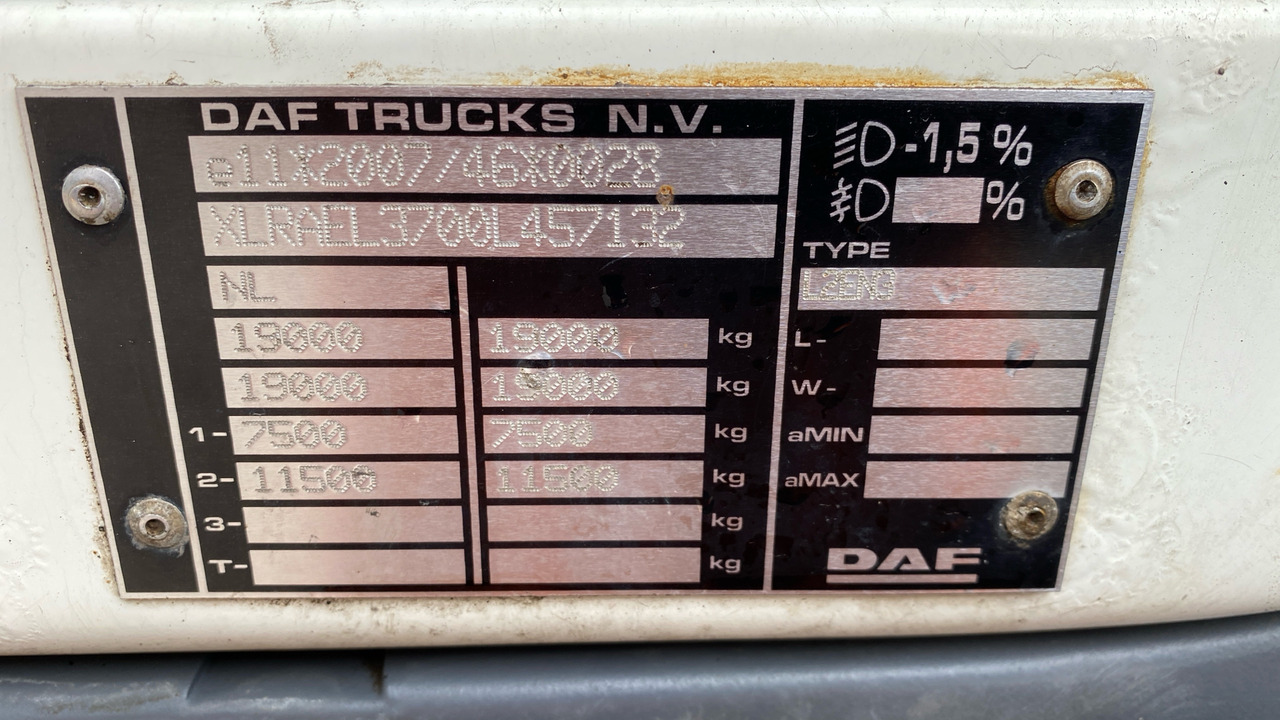 DAF TRUCKS N.V.
e11X2007/46X0028
XLRAEL3700L457132
NL
19000 19000 kg
19000 19000 kg
1- 7500 7500 kg
2- 11500 11500 kg
3- kg
T- kg
-1,5 %
%
TYPE
L2EN3
L-
W-
aMIN
aMAX
DAF